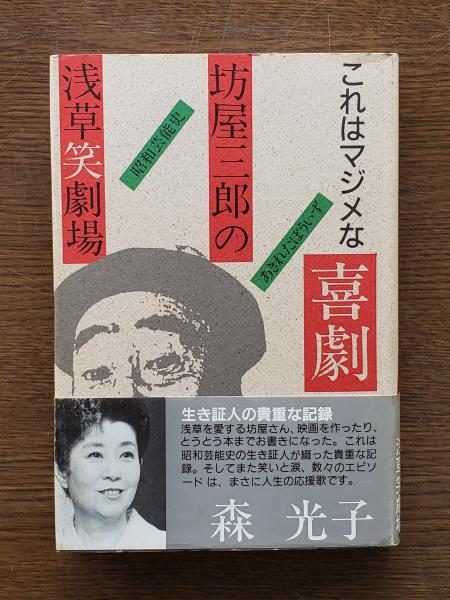 これはマジメな
喜劇
坊屋三郎の
浅草笑劇場
昭和芸能史
あきれたぼういず
生き証人の貴重な記録
浅草を愛する坊屋さん、映画を作ったり、
とうとう本までお書きになった。これは
昭和芸能史の生き証人が綴った貴重な記
録。そしてまた笑いと涙、数々のエピソ
ードは、まさに人生の応援歌です。
森 光子